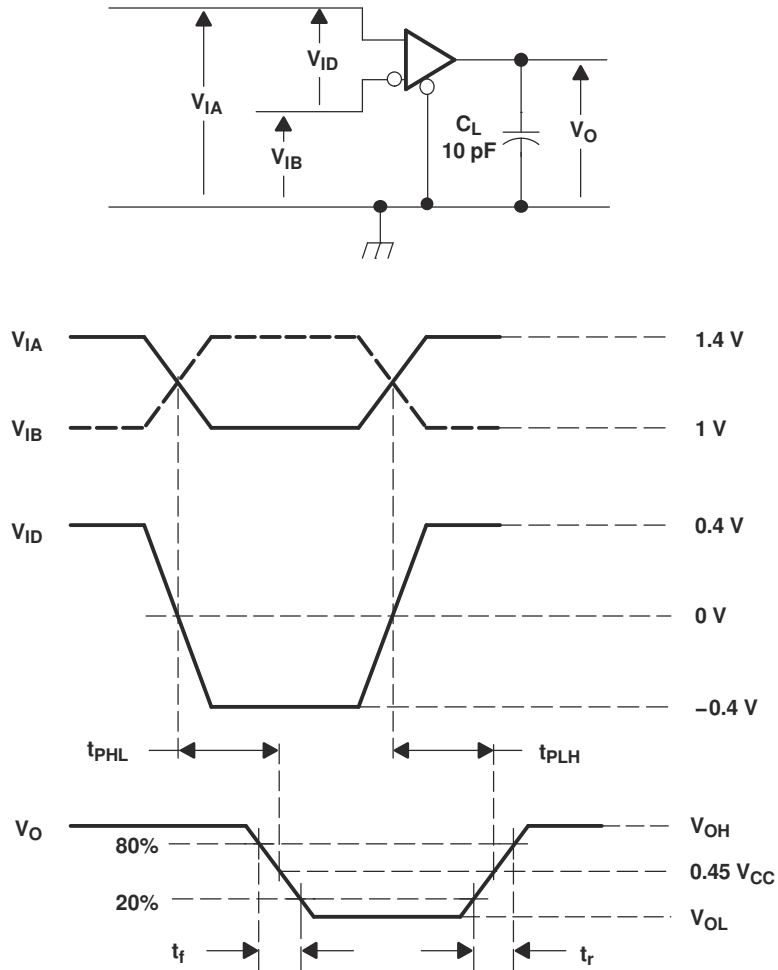 V_IA
V_ID
V_IB
C_L
10 pF
V_O
V_IA
1.4 V
V_IB
1 V
V_ID
0.4 V
0 V
−0.4 V
t_PHL
t_PLH
V_O
V_OH
80%
0.45 V_CC
20%
V_OL
t_f
t_r